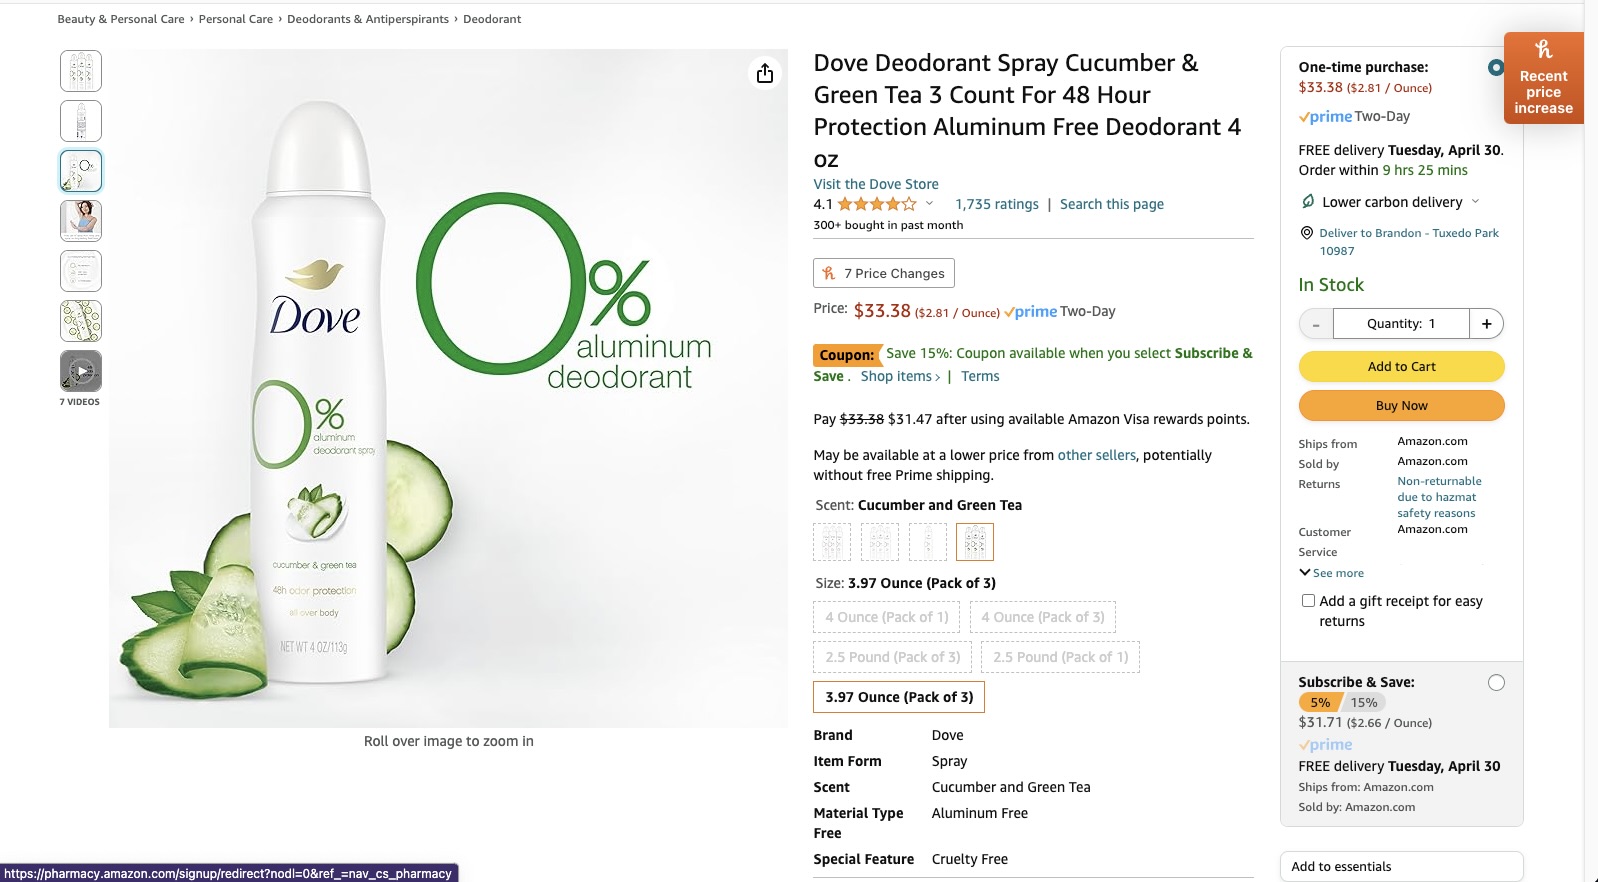 Beauty & Personal Care › Personal Care › Deodorants & Antiperspirants › Deodorant
7 VIDEOS
Dove
0%
aluminum
deodorant spray
cucumber & green tea
48h odor protection
all over body
NET WT 4 OZ/113g
0%
aluminum
deodorant
Roll over image to zoom in
Dove Deodorant Spray Cucumber &
Green Tea 3 Count For 48 Hour
Protection Aluminum Free Deodorant 4
oz
Visit the Dove Store
4.1 1,735 ratings | Search this page
300+ bought in past month
7 Price Changes
Price: $33.38 ($2.81 / Ounce) prime Two-Day
Coupon: Save 15%: Coupon available when you select Subscribe &
Save . Shop items › | Terms
Pay $33.38 $31.47 after using available Amazon Visa rewards points.
May be available at a lower price from other sellers, potentially
without free Prime shipping.
Scent: Cucumber and Green Tea
Size: 3.97 Ounce (Pack of 3)
4 Ounce (Pack of 1) 4 Ounce (Pack of 3)
2.5 Pound (Pack of 3) 2.5 Pound (Pack of 1)
3.97 Ounce (Pack of 3)
Brand Dove
Item Form Spray
Scent Cucumber and Green Tea
Material Type Aluminum Free
Free
Special Feature Cruelty Free
One-time purchase:
$33.38 ($2.81 / Ounce)
prime Two-Day
FREE delivery Tuesday, April 30.
Order within 9 hrs 25 mins
Lower carbon delivery
Deliver to Brandon - Tuxedo Park
10987
In Stock
- Quantity: 1 +
Add to Cart
Buy Now
Ships from Amazon.com
Sold by Amazon.com
Returns Non-returnable
due to hazmat
safety reasons
Customer Amazon.com
Service
See more
Add a gift receipt for easy
returns
Subscribe & Save:
5% 15%
$31.71 ($2.66 / Ounce)
prime
FREE delivery Tuesday, April 30
Ships from: Amazon.com
Sold by: Amazon.com
Add to essentials
h
Recent
price
increase
https://pharmacy.amazon.com/signup/redirect?nodl=0&ref_=nav_cs_pharmacy